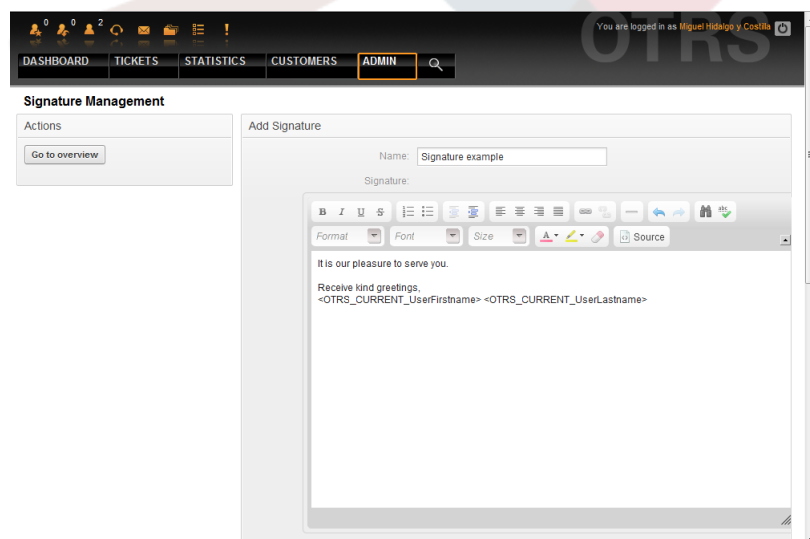 0 0 2
OTRS
You are logged in as Miguel Hidalgo y Costilla
DASHBOARD TICKETS STATISTICS CUSTOMERS ADMIN
Signature Management
Actions
Go to overview
Add Signature
Name: Signature example
Signature:
B I U S abc
Format Font Size A Source
It is our pleasure to serve you.
Receive kind greetings,
<OTRS_CURRENT_UserFirstname> <OTRS_CURRENT_UserLastname>